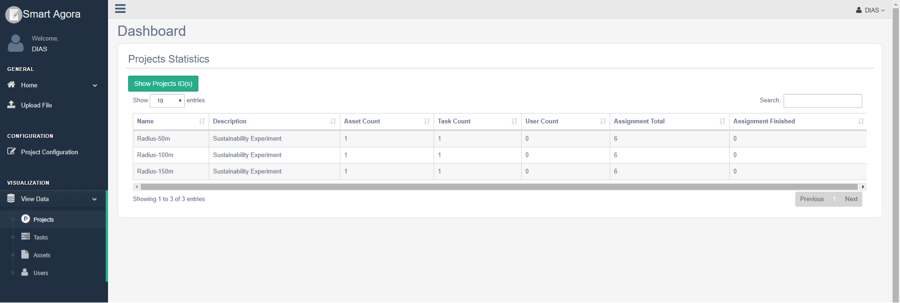 Smart Agora
DIAS
Welcome,
DIAS
Dashboard
GENERAL
Home
Upload File
CONFIGURATION
Project Configuration
VISUALIZATION
View Data
P Projects
Tasks
Assets
Users
Projects Statistics
Show Projects ID(s)
Show 10 entries Search:
Name Description Asset Count Task Count User Count Assignment Total Assignment Finished
Radius-50m Sustainability Experiment 1 1 0 6 0
Radius-100m Sustainability Experiment 1 1 0 6 0
Radius-150m Sustainability Experiment 1 1 0 6 0
Showing 1 to 3 of 3 entries Previous 1 Next